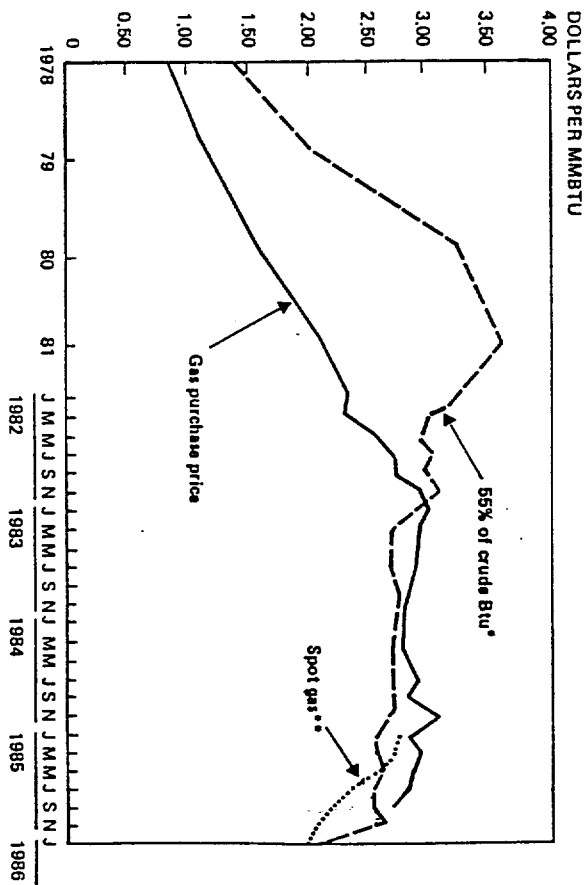 DOLLARS PER MMBTU
4.00
3.50
3.00
2.50
2.00
1.50
1.00
0.50
0
55% of crude Btu*
Gas purchase price
Spot gas**
1978
79
80
81
J M M J S N
J M M J S N
J M M J S N
J M M J S N
J
1982
1983
1984
1985
1986